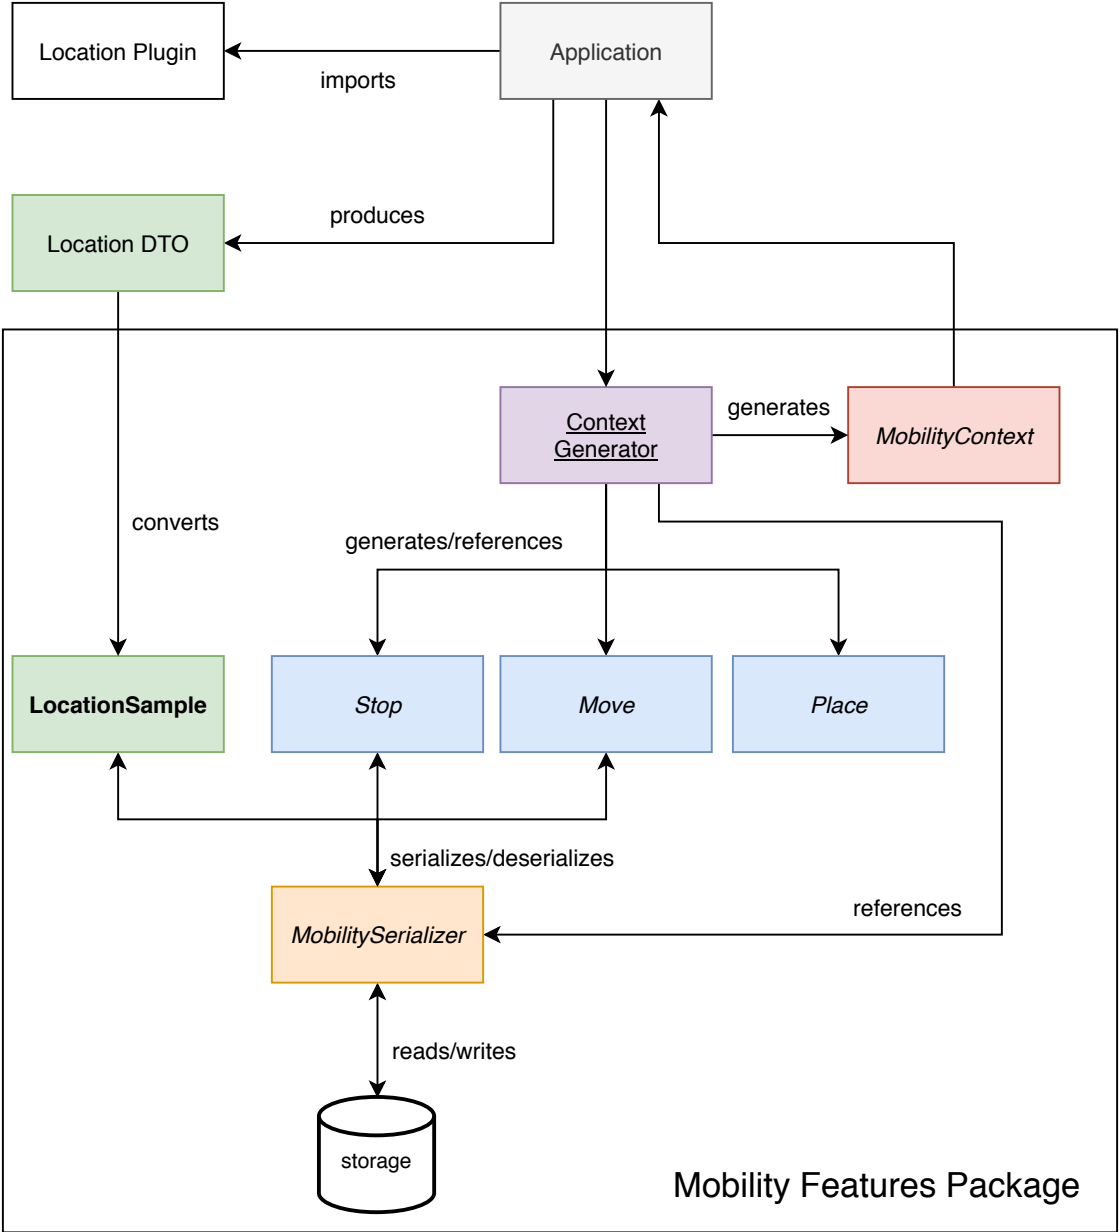 Location Plugin
Application
imports
Location DTO
produces
Context
Generator
generates
MobilityContext
converts
generates/references
LocationSample
Stop
Move
Place
serializes/deserializes
MobilitySerializer
references
reads/writes
storage
Mobility Features Package